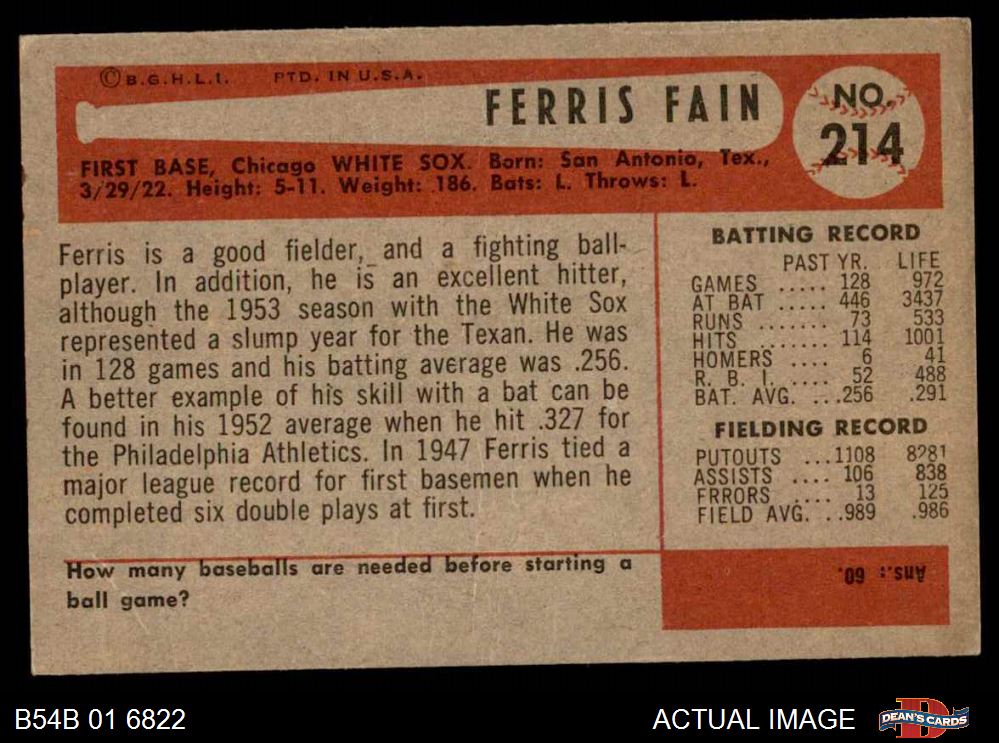 ©B.G.H.L.I. PTD. IN U.S.A.
FERRIS FAIN
NO.
214
FIRST BASE, Chicago WHITE SOX. Born: San Antonio, Tex.,
3/29/22. Height: 5-11. Weight: 186. Bats: L. Throws: L.
Ferris is a good fielder, and a fighting ball-
player. In addition, he is an excellent hitter,
although the 1953 season with the White Sox
represented a slump year for the Texan. He was
in 128 games and his batting average was .256.
A better example of his skill with a bat can be
found in his 1952 average when he hit .327 for
the Philadelphia Athletics. In 1947 Ferris tied a
major league record for first basemen when he
completed six double plays at first.
BATTING RECORD
PAST YR. LIFE
GAMES ..... 128 972
AT BAT ..... 446 3437
RUNS ....... 73 533
HITS ....... 114 1001
HOMERS .... 6 41
R. B. I. .... 52 488
BAT. AVG. ... .256 .291
FIELDING RECORD
PUTOUTS ...1108 8281
ASSISTS .... 106 838
ERRORS .... 13 125
FIELD AVG. . .989 .986
How many baseballs are needed before starting a
ball game?
Ans.: 60.
B54B 01 6822
ACTUAL IMAGE
D
DEAN'S CARDS